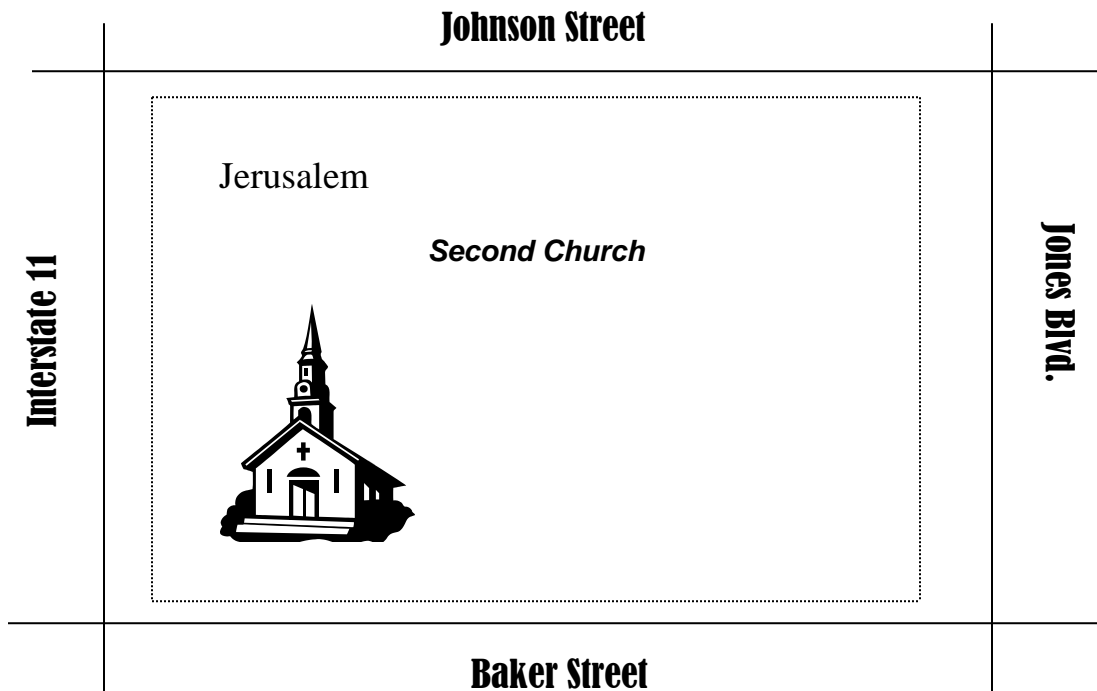 Johnson Street
Jerusalem
Second Church
Interstate 11
Jones Blvd.
Baker Street